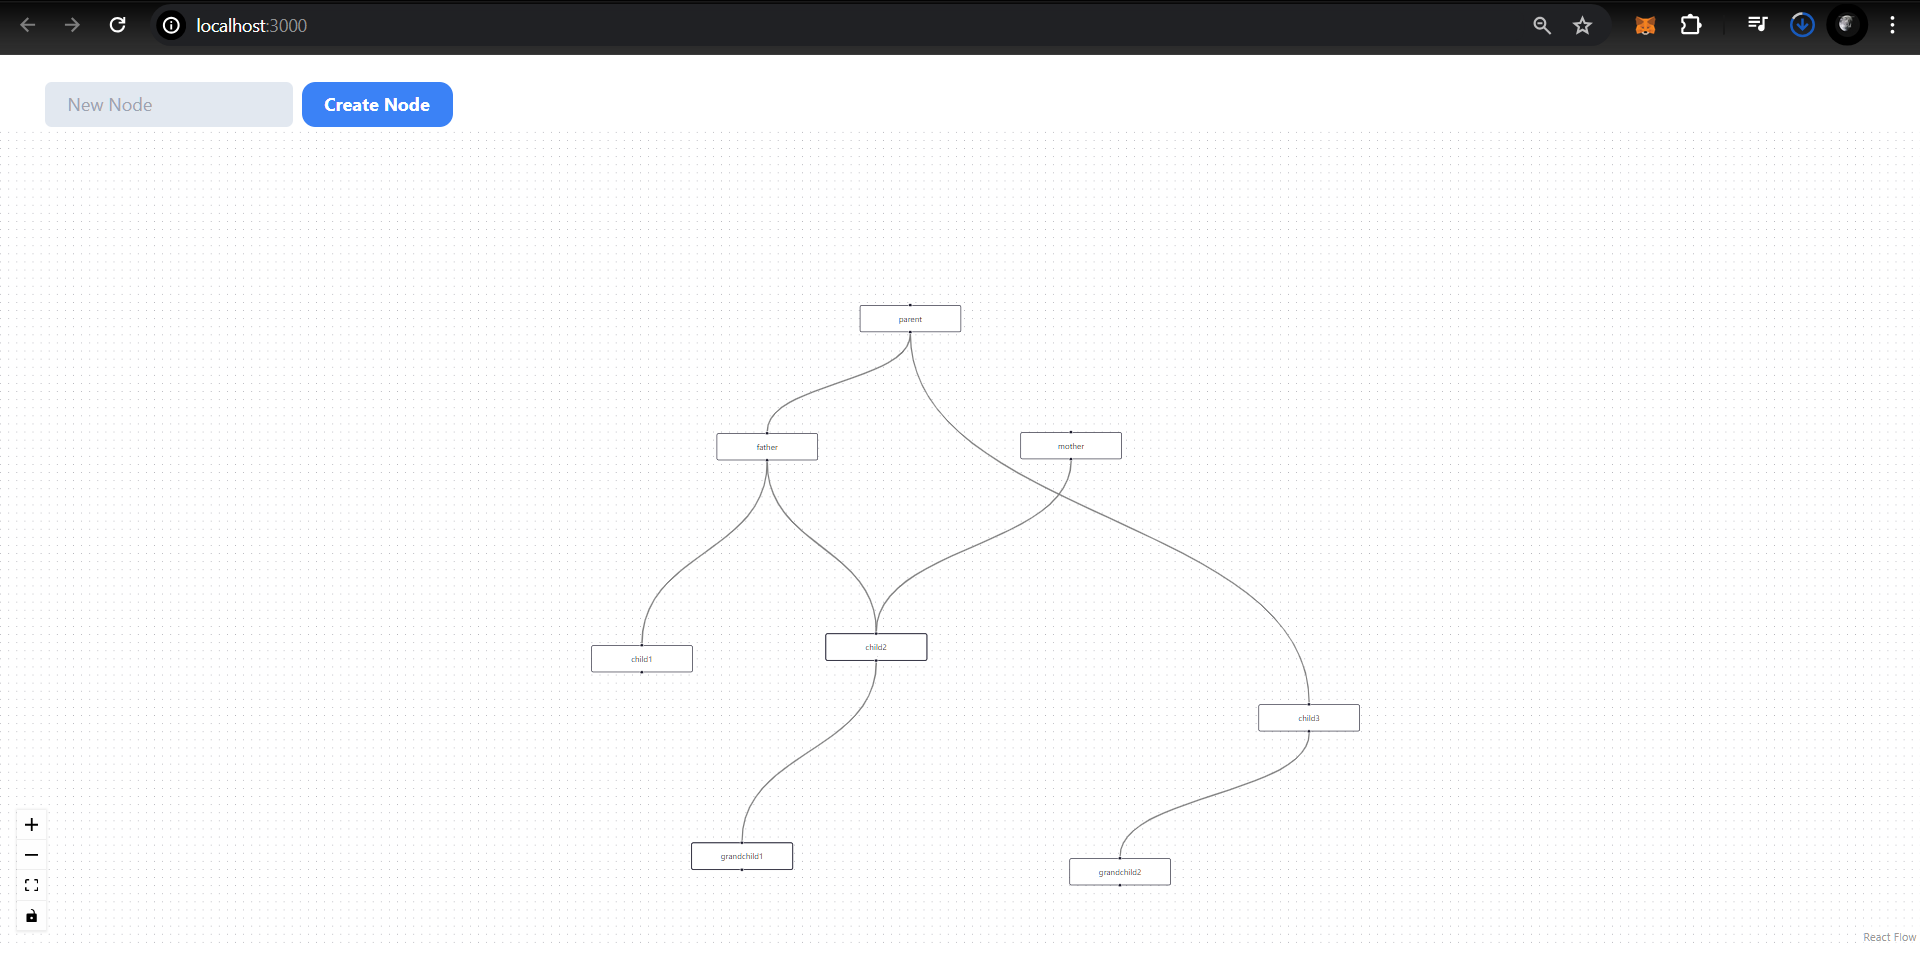 localhost:3000
New Node
Create Node
parent
father
mother
child2
child1
child3
grandchild1
grandchild2
React Flow